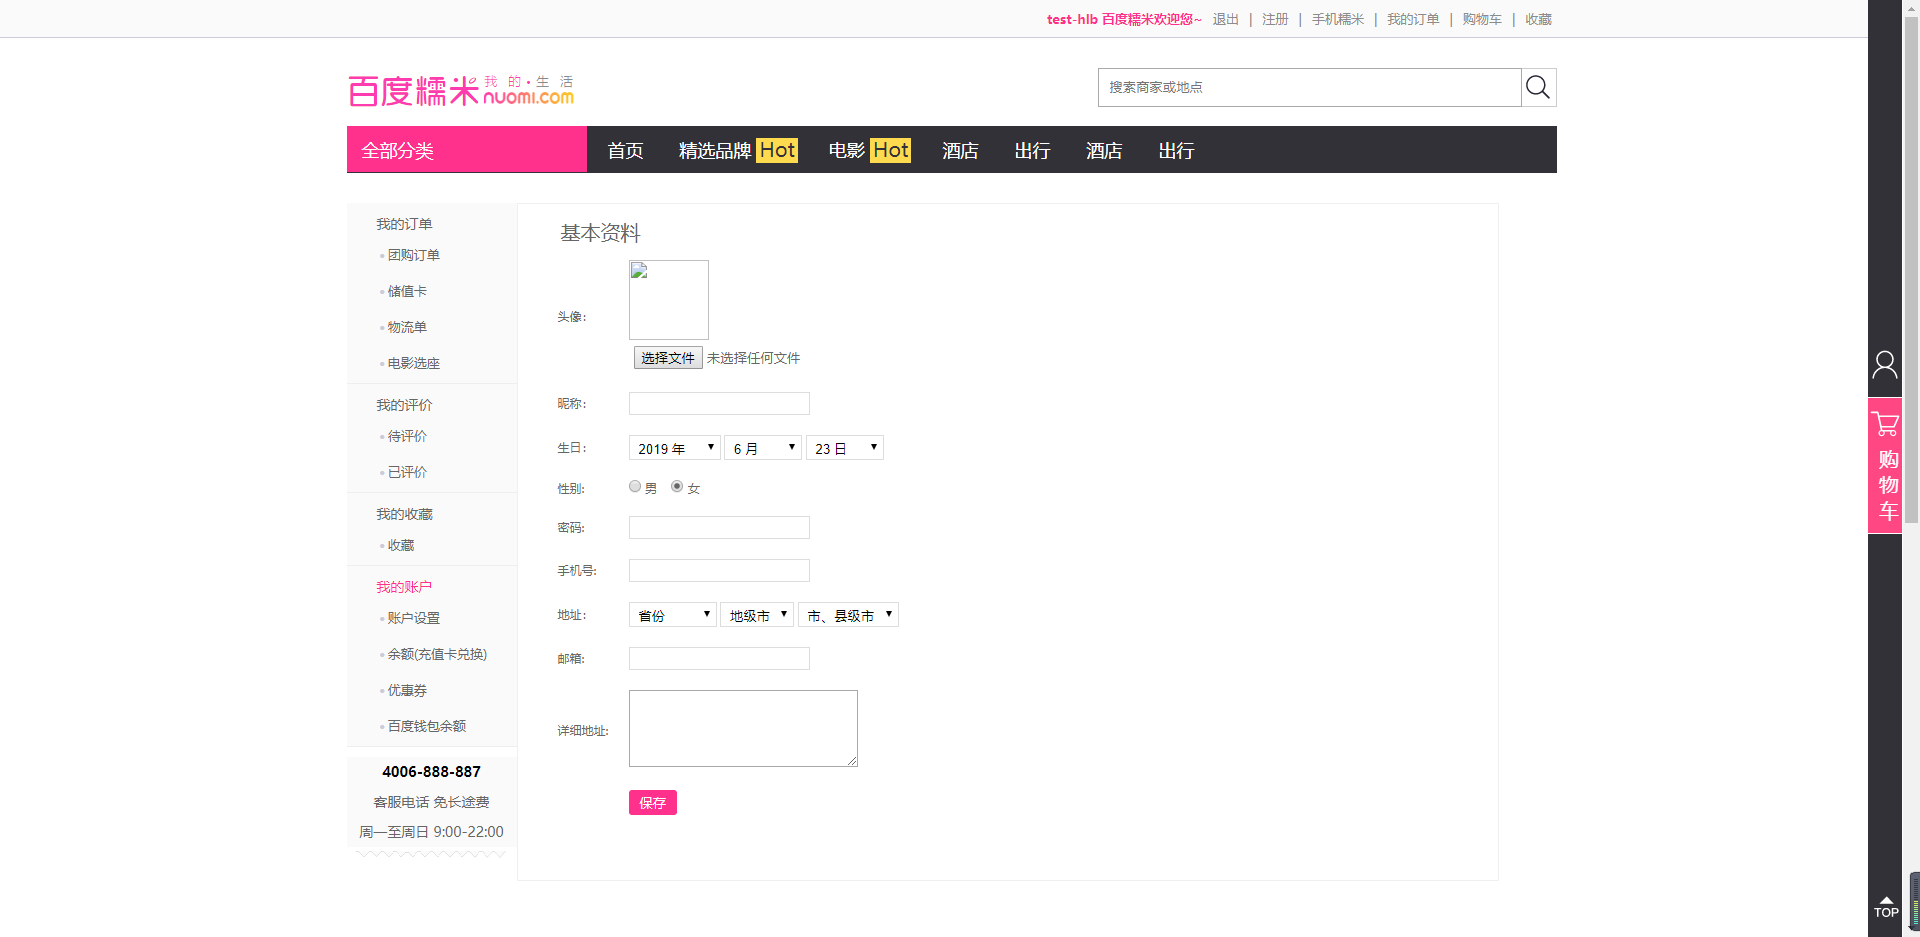 test-hlb 百度糯米欢迎您~ 退出 | 注册 | 手机糯米 | 我的订单 | 购物车 | 收藏
百度糯米 我的·生活
nuomi.com
搜索商家或地点
全部分类 首页 精选品牌 Hot 电影 Hot 酒店 出行 酒店 出行
我的订单
团购订单
储值卡
物流单
电影选座
我的评价
待评价
已评价
我的收藏
收藏
我的账户
账户设置
余额(充值卡兑换)
优惠券
百度钱包余额
4006-888-887
客服电话 免长途费
周一至周日 9:00-22:00
基本资料
头像:
选择文件 未选择任何文件
昵称:
生日: 2019 年 6 月 23 日
性别: 男 女
密码:
手机号:
地址: 省份 地级市 市、县级市
邮箱:
详细地址:
保存
购
物
车
TOP